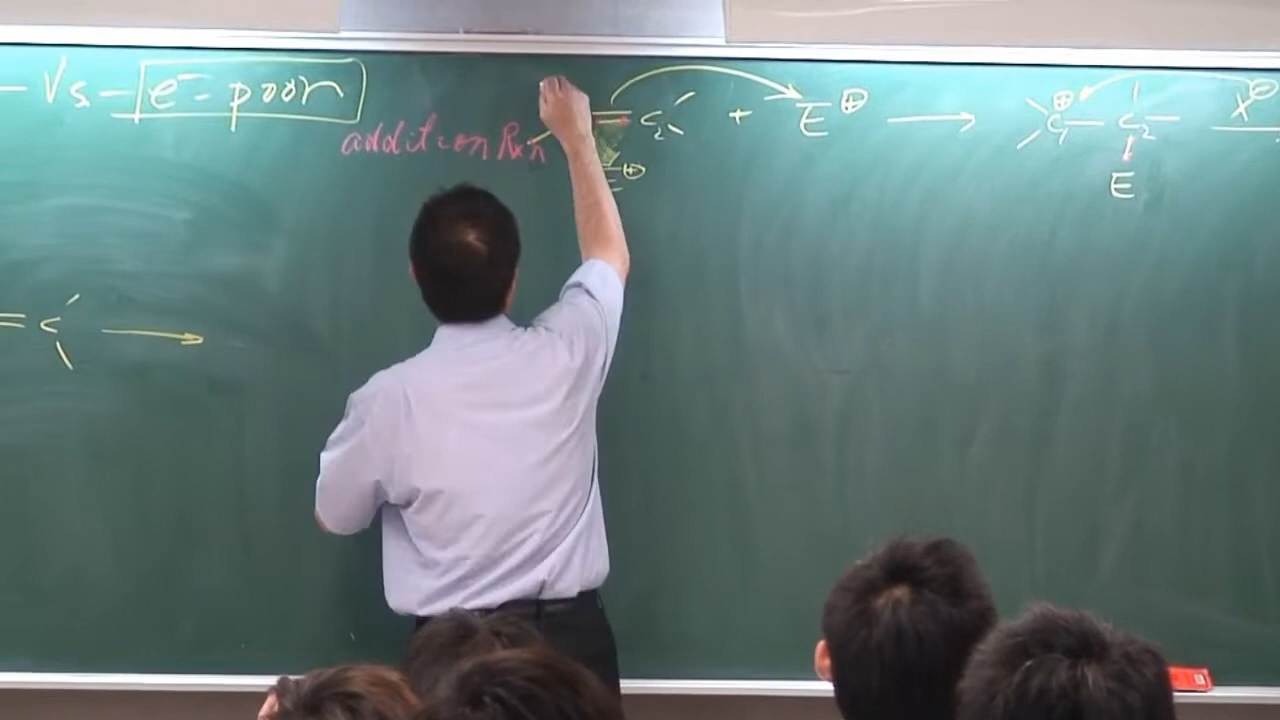 — Vs — e⁻ - poor
addition Rxn
= C₂ + E⊕ → ⊕ C₁ — C₂ — X⊖
E⊕
E
= C →